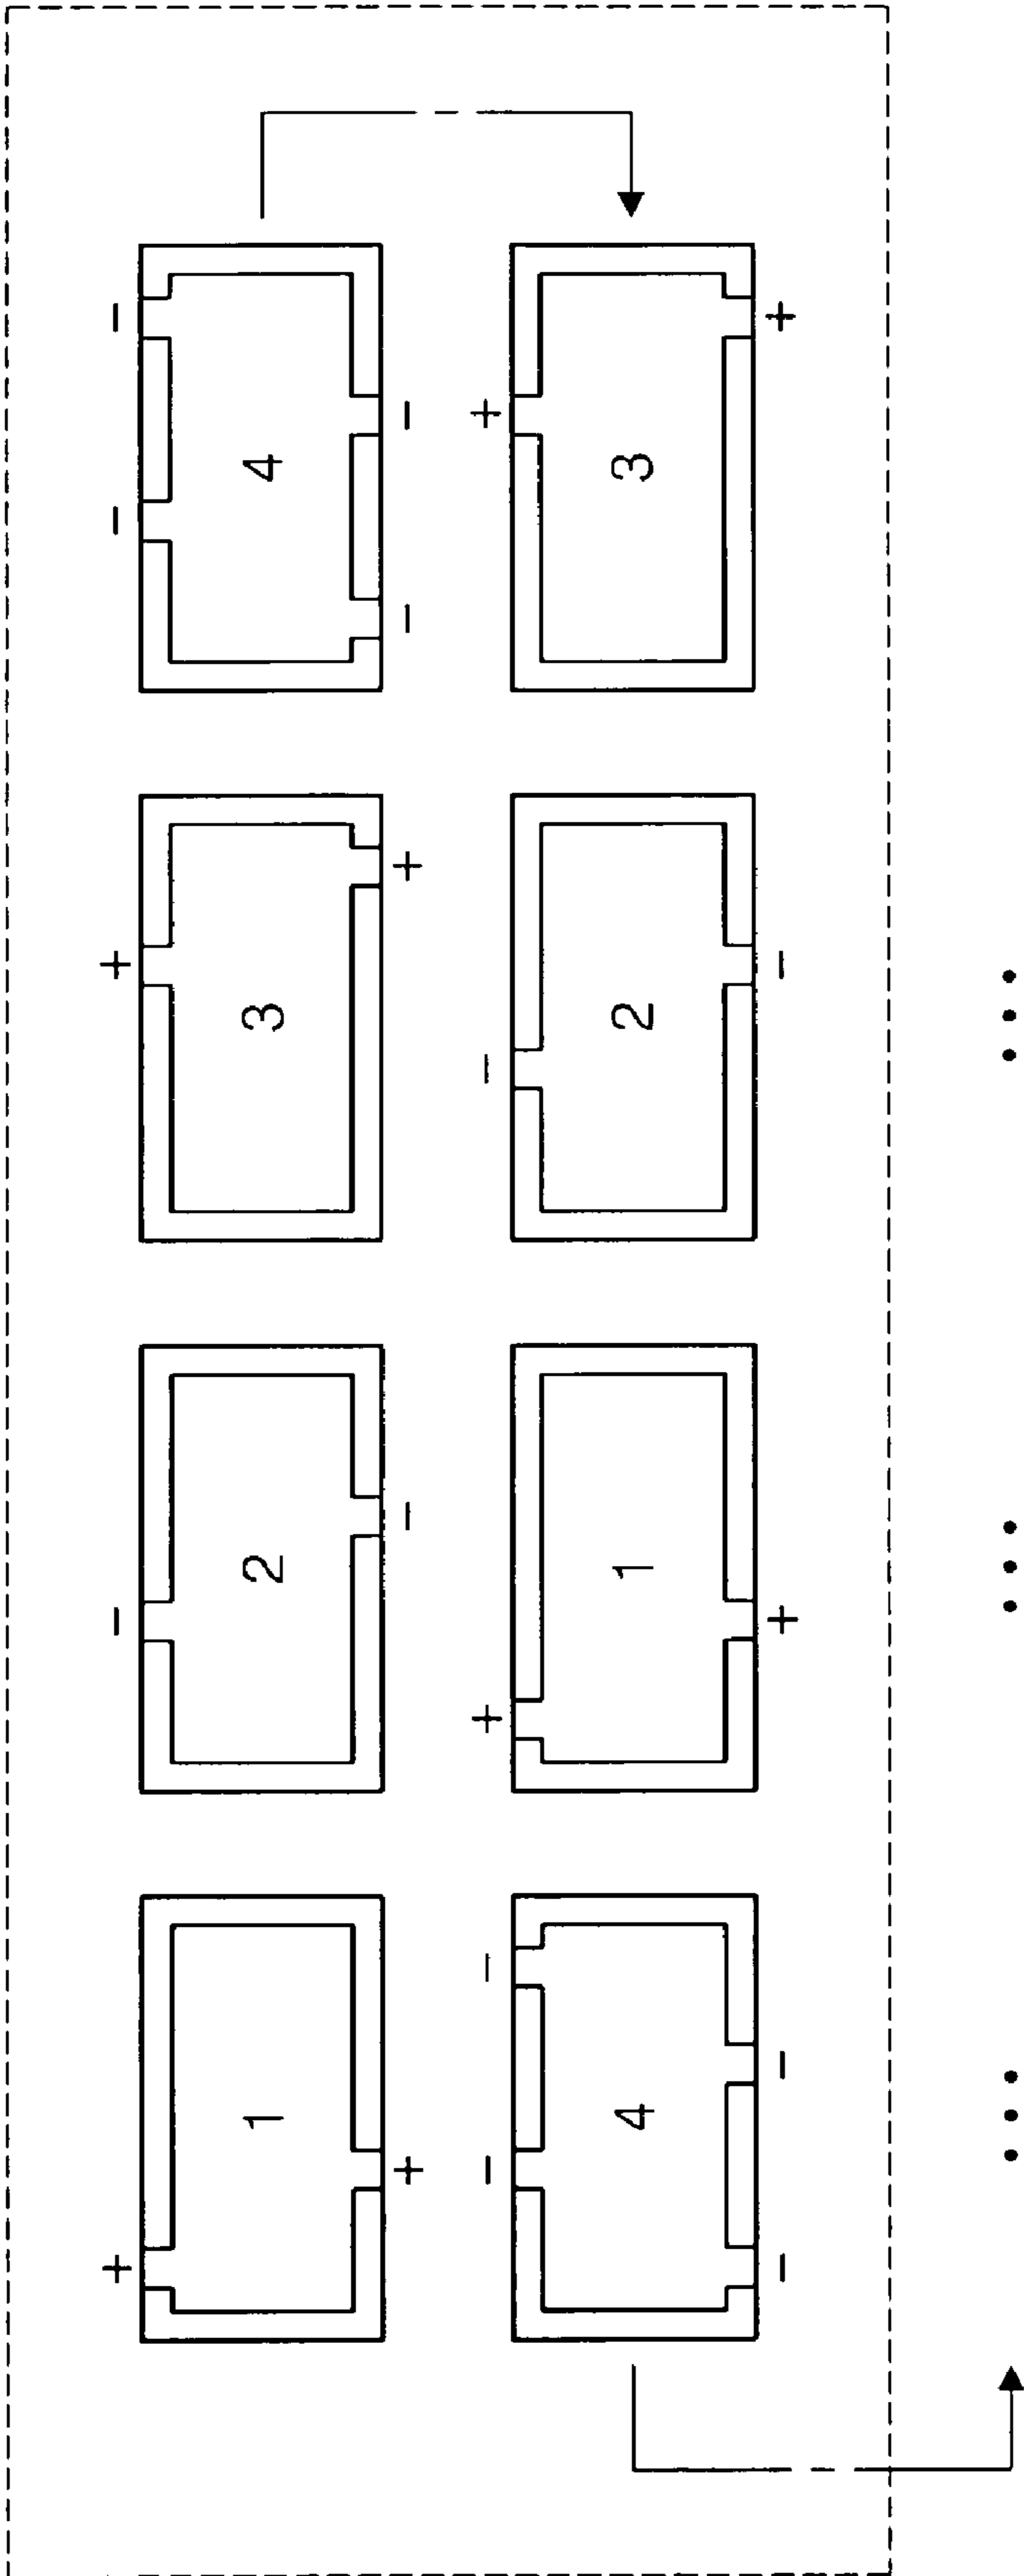 + − + − −
1 2 3 4
+ − + − −
− − + − +
4 1 2 3
− − + − +
... ... ...